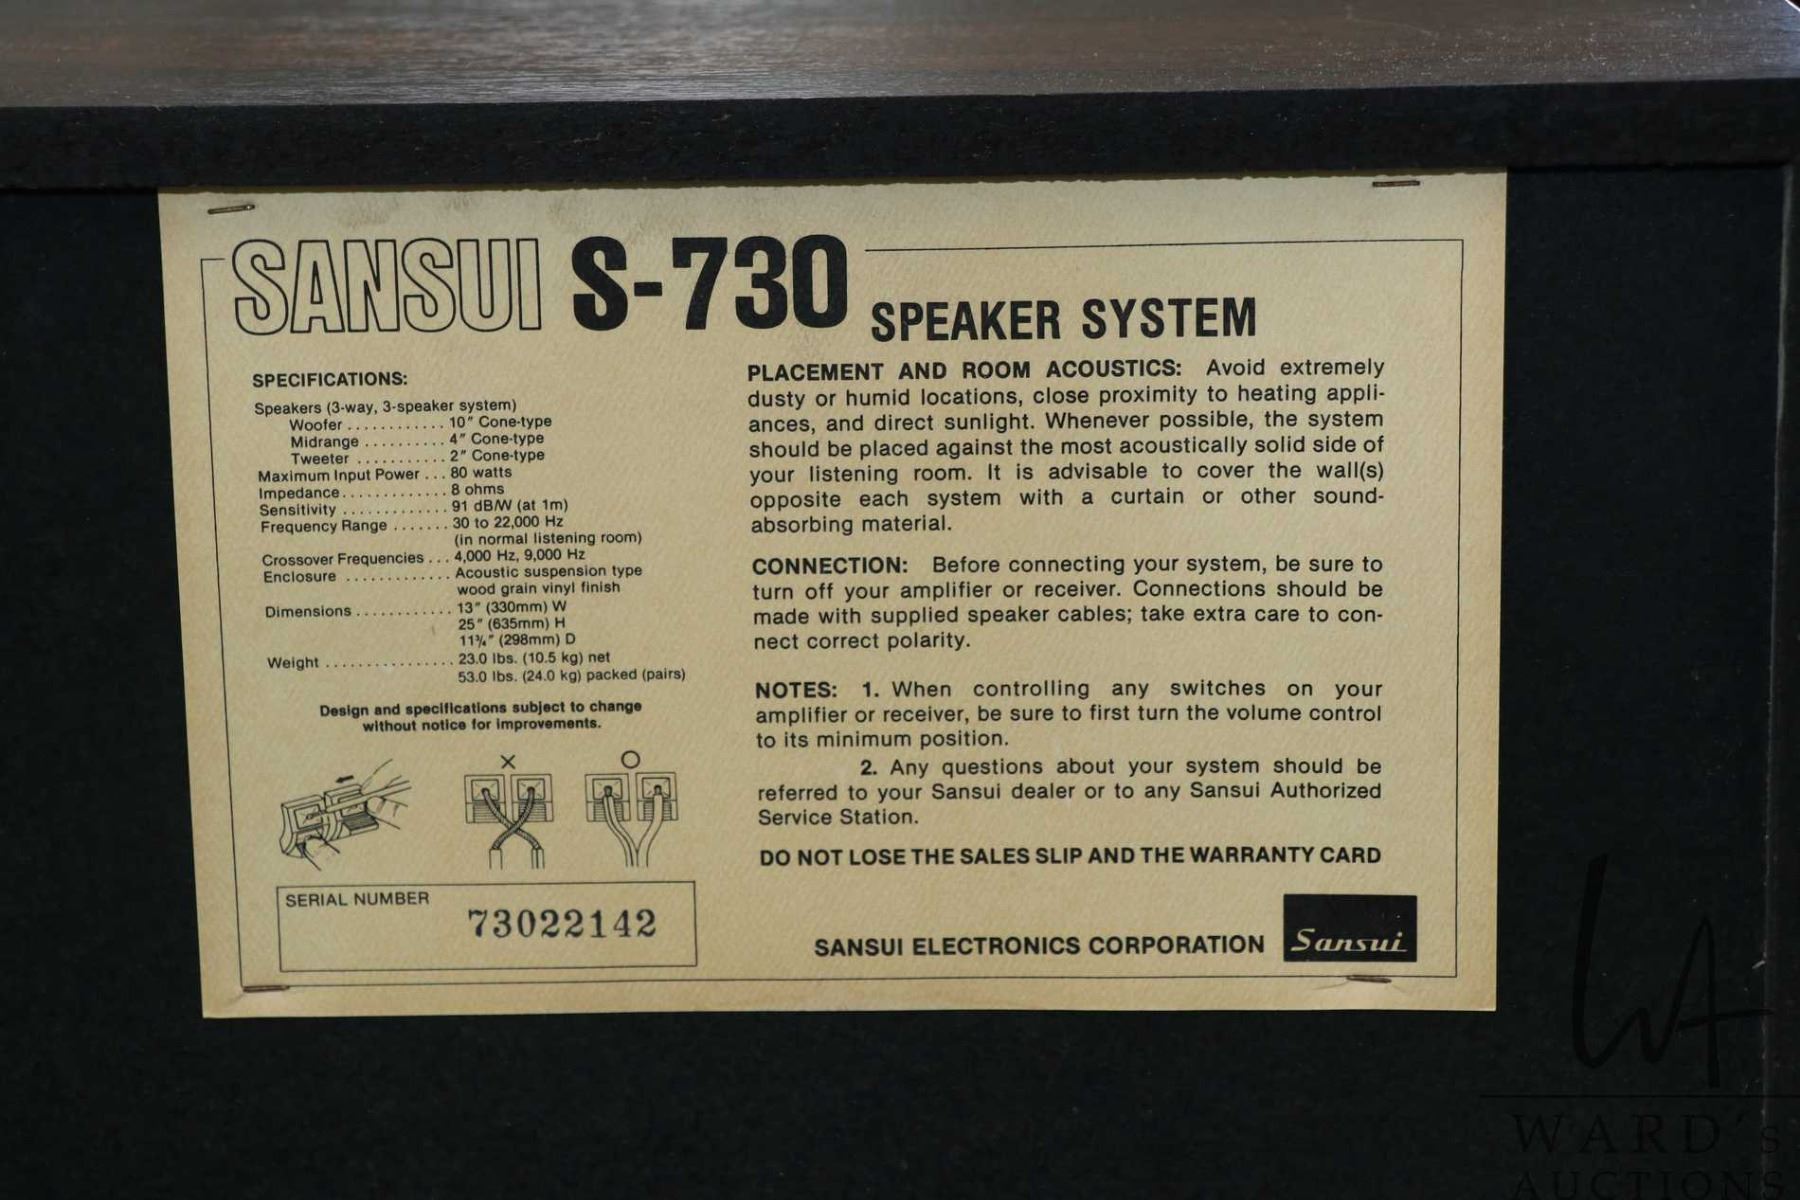 SANSUI S-730 SPEAKER SYSTEM
SPECIFICATIONS:
Speakers (3-way, 3-speaker system)
Woofer ............ 10" Cone-type
Midrange .......... 4" Cone-type
Tweeter ........... 2" Cone-type
Maximum Input Power ... 80 watts
Impedance............. 8 ohms
Sensitivity ............. 91 dB/W (at 1m)
Frequency Range ....... 30 to 22,000 Hz
(in normal listening room)
Crossover Frequencies ... 4,000 Hz, 9,000 Hz
Enclosure ............. Acoustic suspension type
wood grain vinyl finish
Dimensions ............ 13" (330mm) W
25" (635mm) H
11¾" (298mm) D
Weight ................ 23.0 lbs. (10.5 kg) net
53.0 lbs. (24.0 kg) packed (pairs)
Design and specifications subject to change
without notice for improvements.
SERIAL NUMBER
73022142
PLACEMENT AND ROOM ACOUSTICS: Avoid extremely
dusty or humid locations, close proximity to heating appli-
ances, and direct sunlight. Whenever possible, the system
should be placed against the most acoustically solid side of
your listening room. It is advisable to cover the wall(s)
opposite each system with a curtain or other sound-
absorbing material.
CONNECTION: Before connecting your system, be sure to
turn off your amplifier or receiver. Connections should be
made with supplied speaker cables; take extra care to con-
nect correct polarity.
NOTES: 1. When controlling any switches on your
amplifier or receiver, be sure to first turn the volume control
to its minimum position.
2. Any questions about your system should be
referred to your Sansui dealer or to any Sansui Authorized
Service Station.
DO NOT LOSE THE SALES SLIP AND THE WARRANTY CARD
SANSUI ELECTRONICS CORPORATION
Sansui
WA
WARD's
AUCTIONS